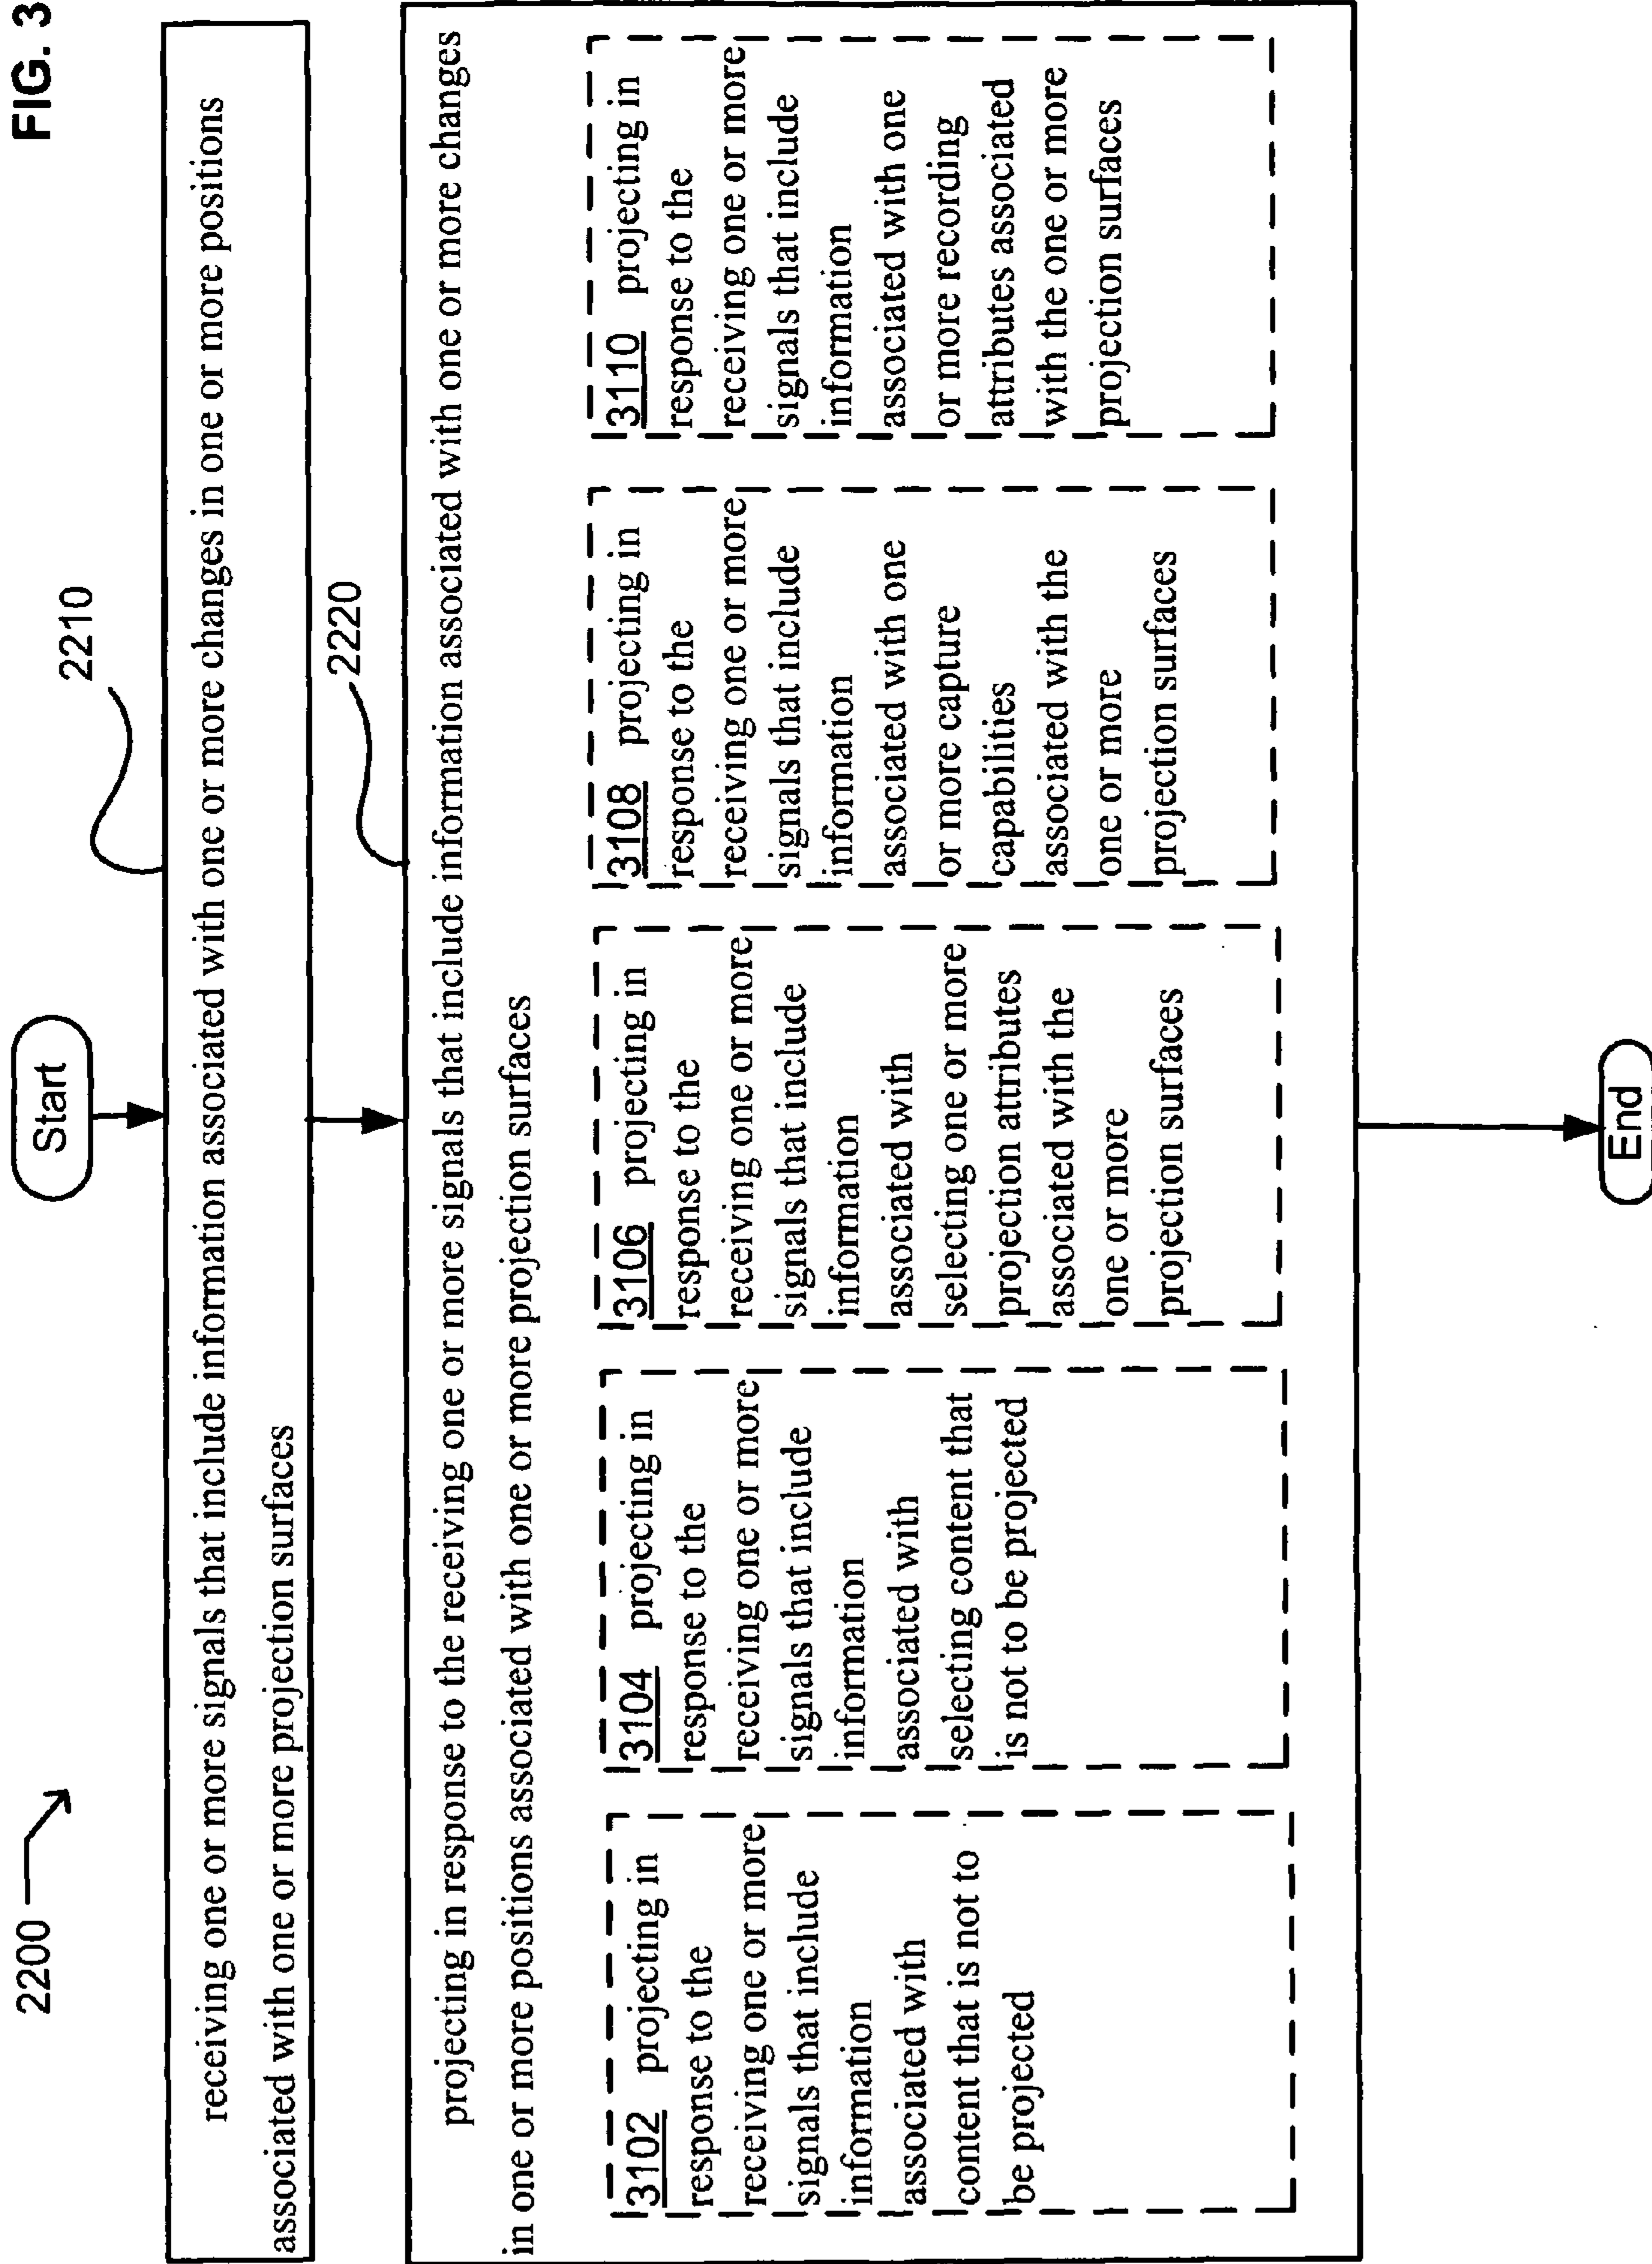 FIG. 3
2200
Start
2210
receiving one or more signals that include information associated with one or more changes in one or more positions
associated with one or more projection surfaces
2220
projecting in response to the receiving one or more signals that include information associated with one or more changes
in one or more positions associated with one or more projection surfaces
3102 projecting in
response to the
receiving one or more
signals that include
information
associated with
content that is not to
be projected
3104 projecting in
response to the
receiving one or more
signals that include
information
associated with
selecting content that
is not to be projected
3106 projecting in
response to the
receiving one or more
signals that include
information
associated with
selecting one or more
projection attributes
associated with the
one or more
projection surfaces
3108 projecting in
response to the
receiving one or more
signals that include
information
associated with one
or more capture
capabilities
associated with the
one or more
projection surfaces
3110 projecting in
response to the
receiving one or more
signals that include
information
associated with one
or more recording
attributes associated
with the one or more
projection surfaces
End